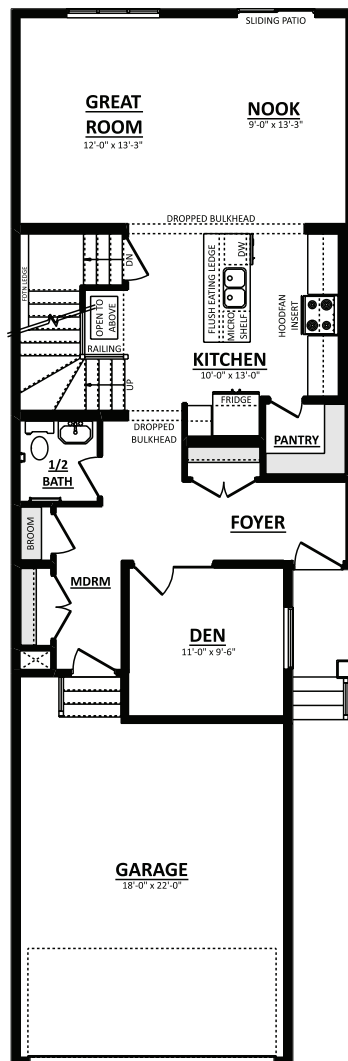 SLIDING PATIO
GREAT
ROOM
12'-0" x 13'-3"
NOOK
9'-0" x 13'-3"
DROPPED BULKHEAD
FDTN LEDGE
DN
OPEN TO
ABOVE
RAILING
UP
FLUSH EATING LEDGE
DW
MICRO
SHELF
HOODFAN
INSERT
KITCHEN
10'-0" x 13'-0"
FRIDGE
DROPPED
BULKHEAD
PANTRY
1/2
BATH
BROOM
FOYER
MDRM
DEN
11'-0" x 9'-6"
GARAGE
18'-0" x 22'-0"